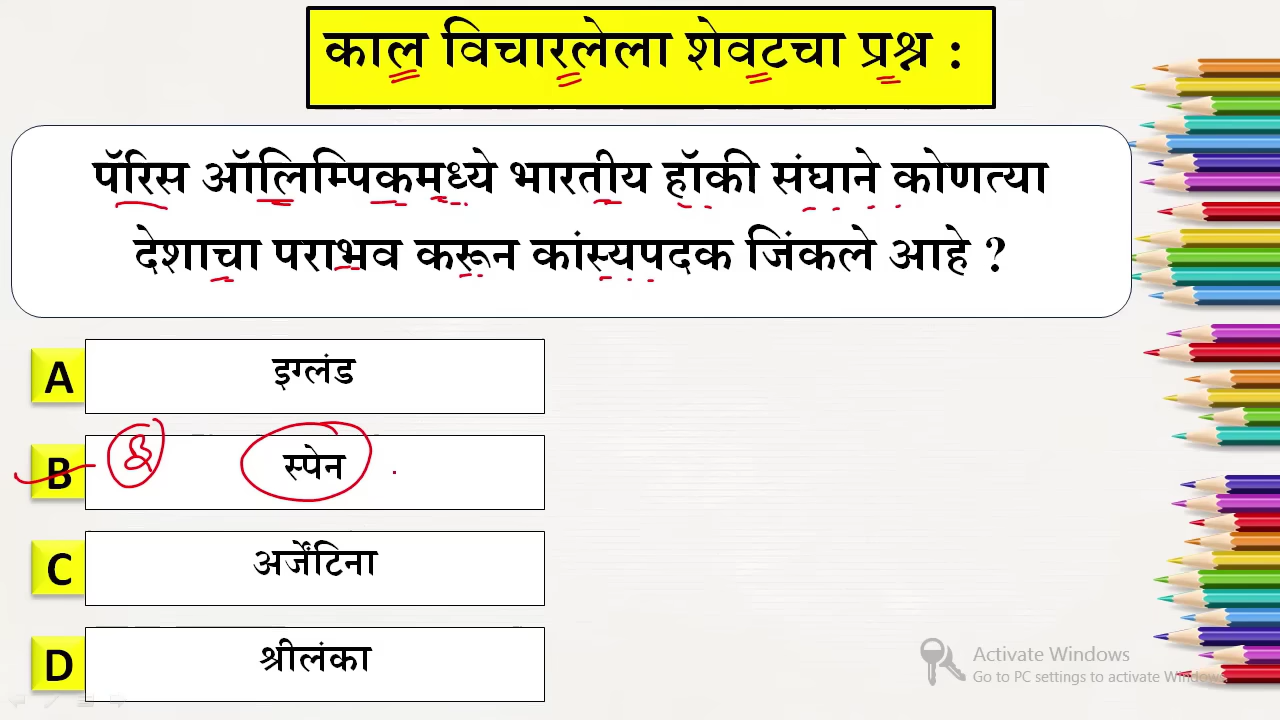 काल विचारलेला शेवटचा प्रश्न :
पॅरिस ऑलिम्पिकमध्ये भारतीय हॉकी संघाने कोणत्या
देशाचा पराभव करून कांस्यपदक जिंकले आहे ?
A इग्लंड
B स्पेन
C अर्जेंटिना
D श्रीलंका
Activate Windows
Go to PC settings to activate Windows.